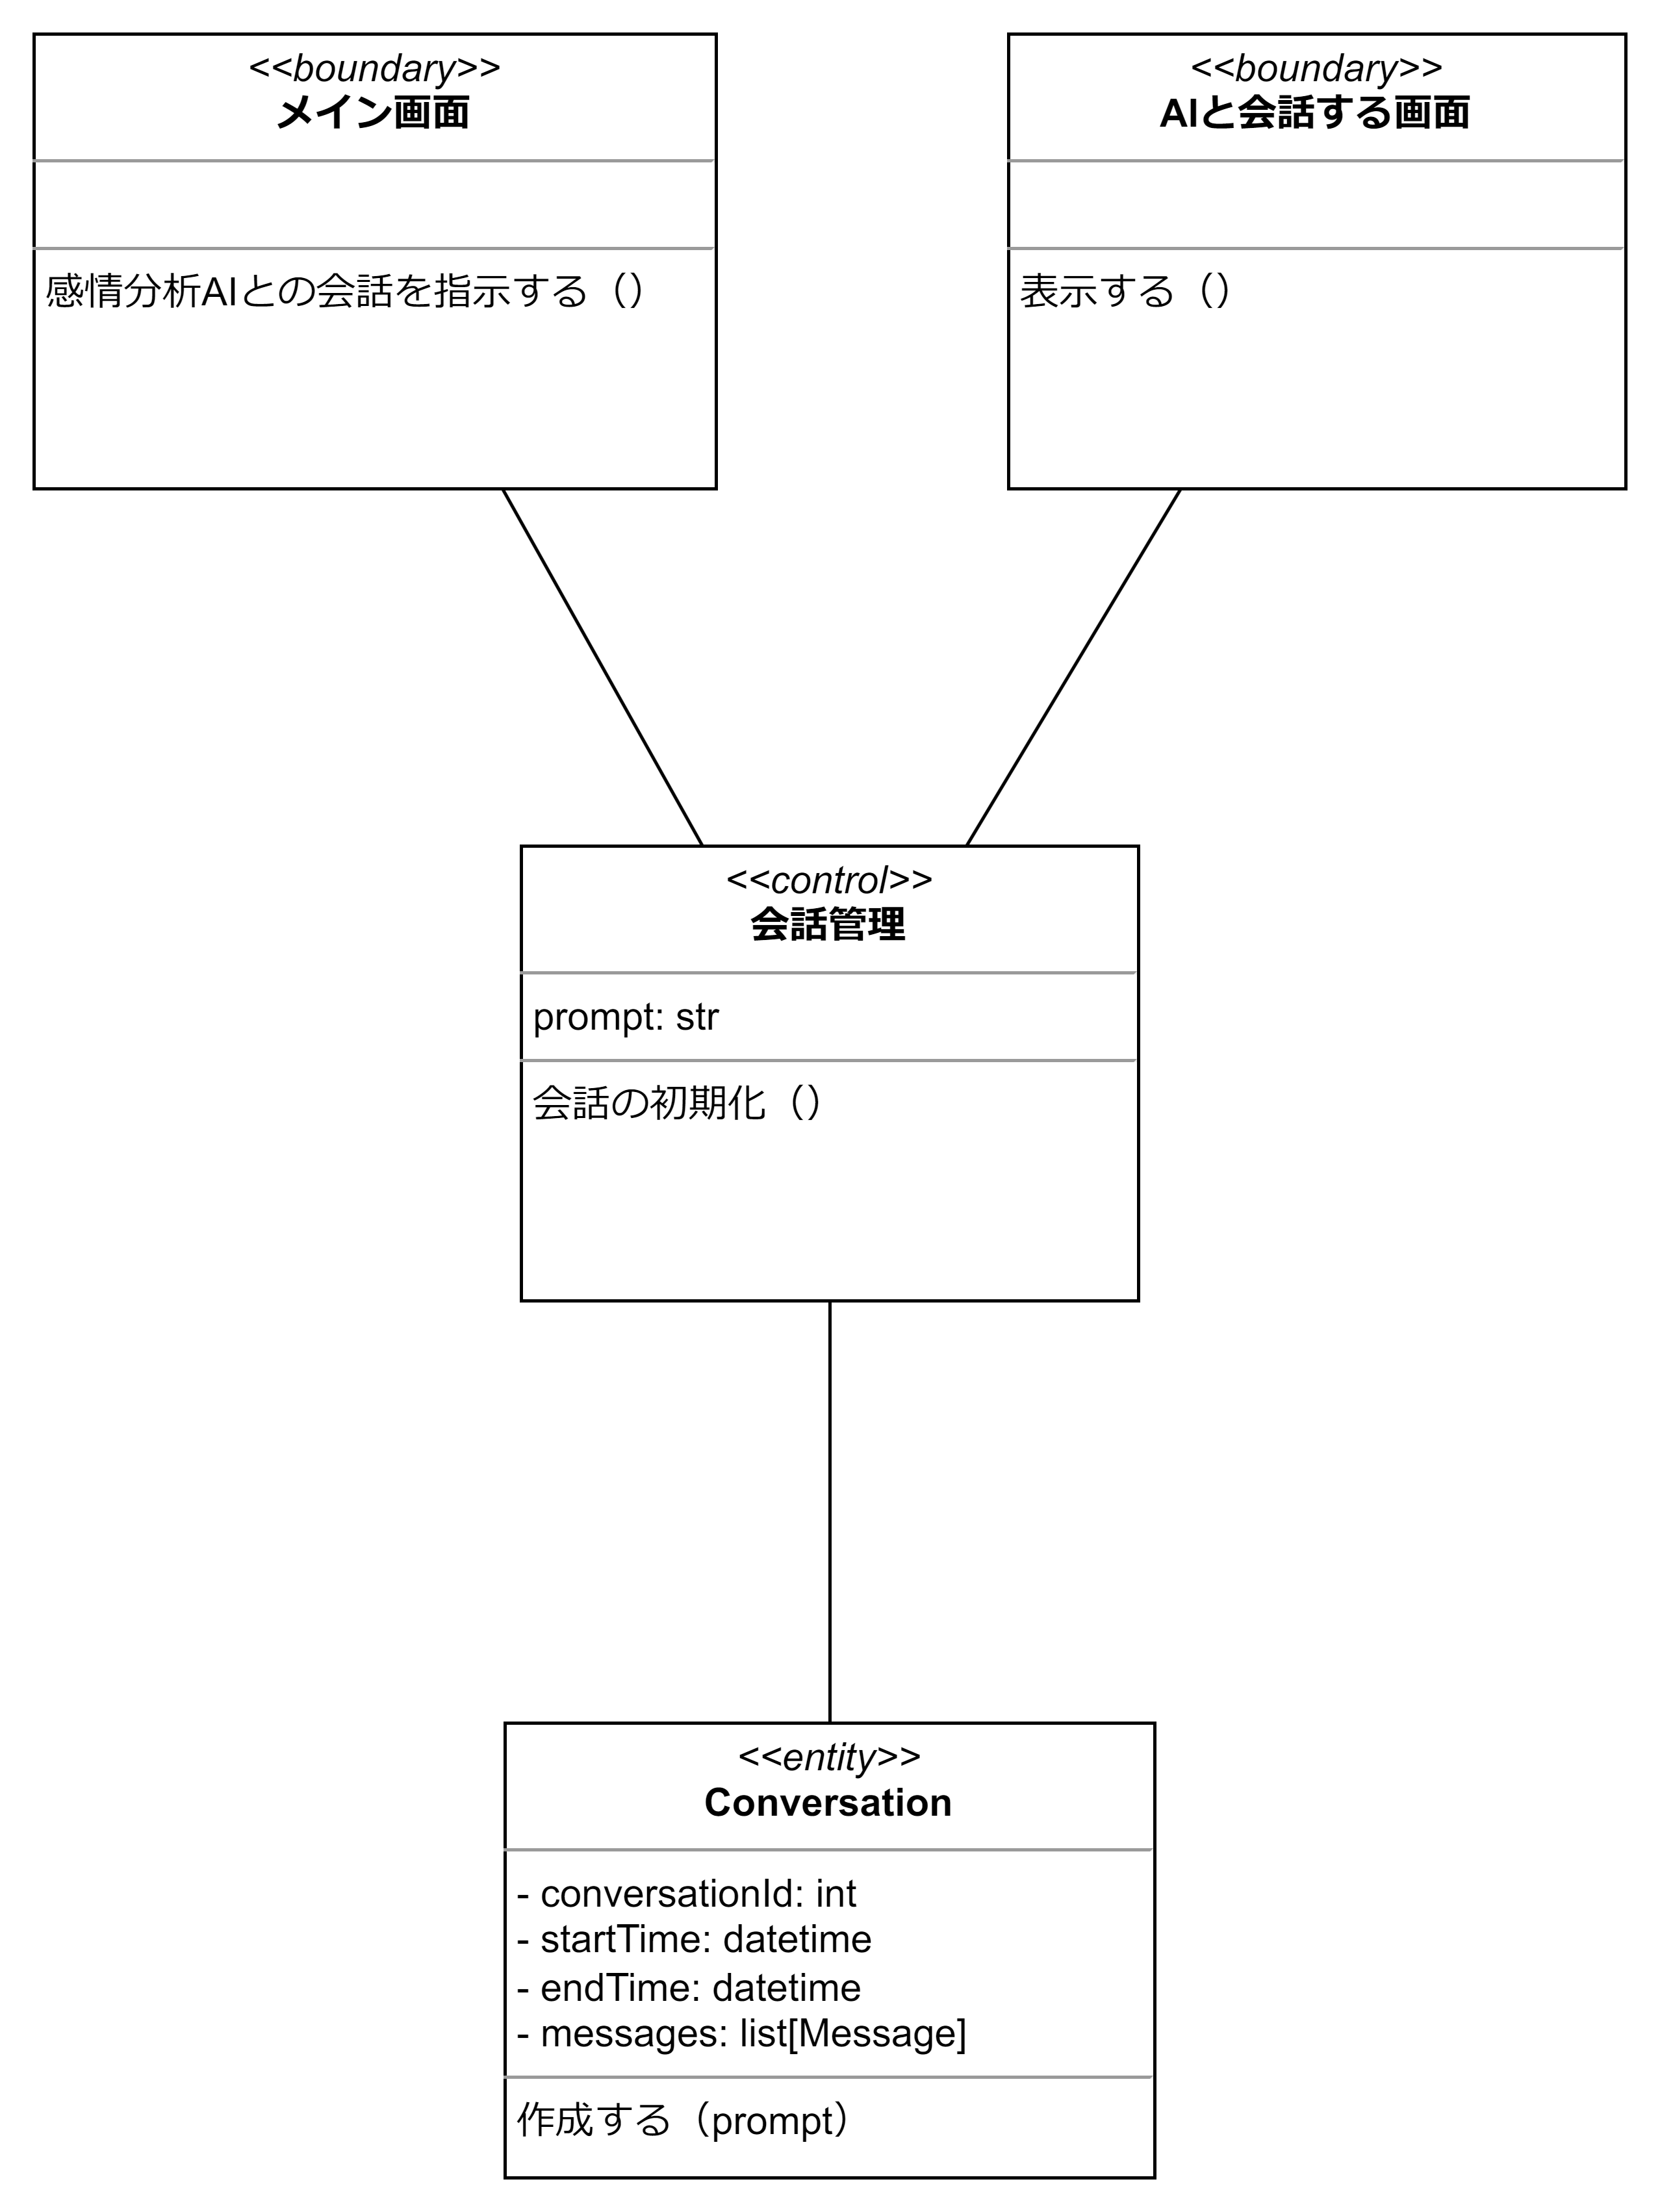 <<boundary>>
メイン画面
感情分析AIとの会話を指示する（）
<<boundary>>
AIと会話する画面
表示する（）
<<control>>
会話管理
prompt: str
会話の初期化（）
<<entity>>
Conversation
- conversationId: int
- startTime: datetime
- endTime: datetime
- messages: list[Message]
作成する（prompt）